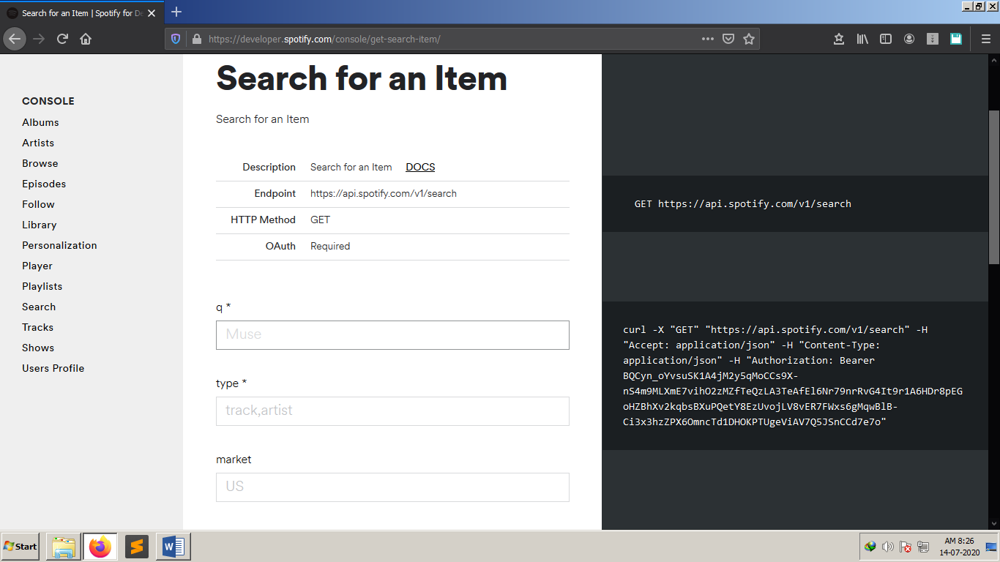 Search for an Item | Spotify for De
https://developer.spotify.com/console/get-search-item/
CONSOLE
Albums
Artists
Browse
Episodes
Follow
Library
Personalization
Player
Playlists
Search
Tracks
Shows
Users Profile
Search for an Item
Search for an Item
Description Search for an Item DOCS
Endpoint https://api.spotify.com/v1/search
HTTP Method GET
OAuth Required
q *
Muse
type *
track,artist
market
US
GET https://api.spotify.com/v1/search
curl -X "GET" "https://api.spotify.com/v1/search" -H
"Accept: application/json" -H "Content-Type:
application/json" -H "Authorization: Bearer
BQCyn_oYvsuSK1A4jM2y5qMoCCs9X-
nS4m9MLXmE7vihO2zMZfTeQzLA3TeAfEl6Nr79nrRvG4It9r1A6HDr8pEG
oHZBhXv2kqbsBXuPQetY8EzUvojLV8vER7FWxs6gMqwBlB-
Ci3x3hzZPX6OmncTd1DHOKPTUgeViAV7Q5JSnCCd7e7o"
Start
AM 8:26
14-07-2020